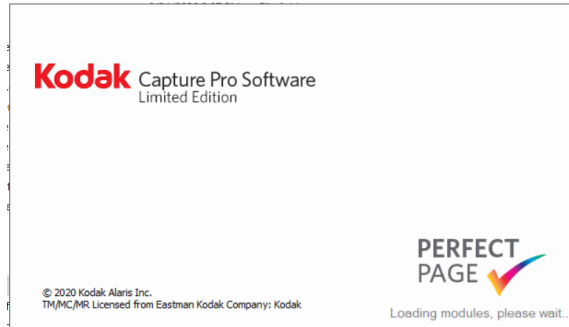 Kodak Capture Pro Software
Limited Edition
PERFECT
PAGE
© 2020 Kodak Alaris Inc.
TM/MC/MR Licensed from Eastman Kodak Company: Kodak
Loading modules, please wait..